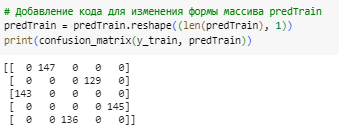 # Добавление кода для изменения формы массива predTrain
predTrain = predTrain.reshape((len(predTrain), 1))
print(confusion_matrix(y_train, predTrain))
[[  0 147   0   0   0]
 [  0   0   0 129   0]
 [143   0   0   0   0]
 [  0   0   0   0 145]
 [  0   0 136   0   0]]